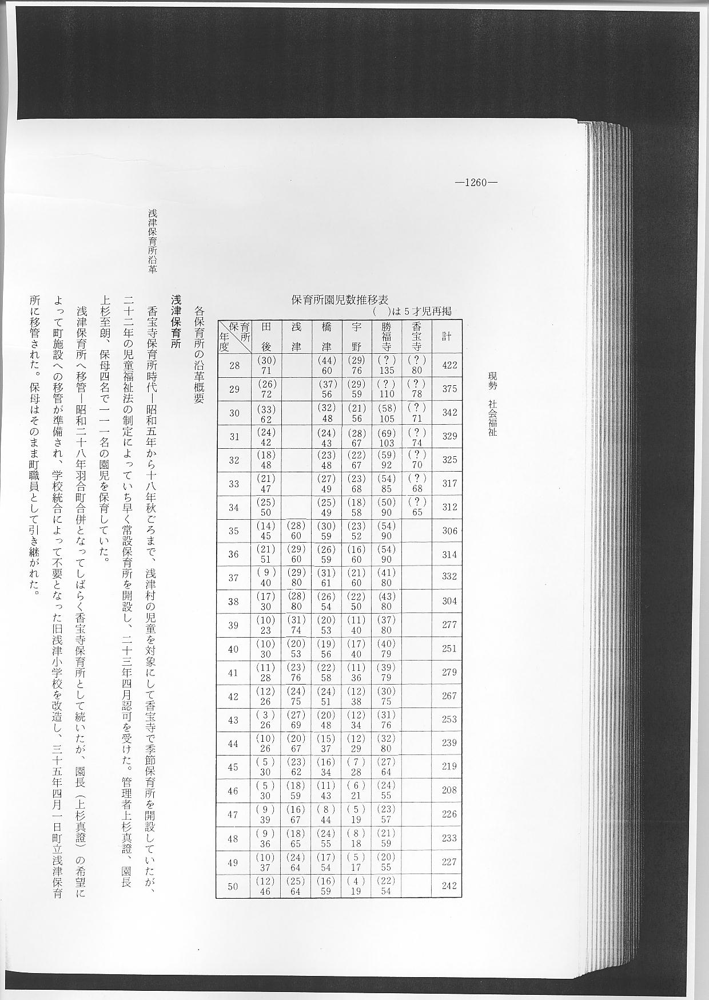 —1260—
現勢 社会福祉
保育所園児数推移表
( )は5才児再掲
保育所 年度 田後 浅津 橋津 宇野 勝福寺 香宝寺 計
28 (30) 71 (44) 60 (29) 76 (?) 135 (?) 80 422
29 (26) 72 (37) 56 (29) 59 (?) 110 (?) 78 375
30 (33) 62 (32) 48 (21) 56 (58) 105 (?) 71 342
31 (24) 42 (24) 43 (28) 67 (69) 103 (?) 74 329
32 (18) 48 (23) 48 (22) 67 (59) 92 (?) 70 325
33 (21) 47 (27) 49 (23) 68 (54) 85 (?) 68 317
34 (25) 50 (25) 49 (18) 58 (50) 90 (?) 65 312
35 (14) 45 (28) 60 (30) 59 (23) 52 (54) 90 306
36 (21) 51 (29) 60 (26) 59 (16) 60 (54) 90 314
37 (9) 40 (29) 80 (31) 61 (21) 60 (41) 80 332
38 (17) 30 (28) 80 (26) 54 (22) 50 (43) 80 304
39 (10) 23 (31) 74 (20) 53 (11) 40 (37) 80 277
40 (10) 30 (20) 53 (19) 56 (17) 40 (40) 79 251
41 (11) 28 (23) 76 (22) 58 (11) 36 (39) 79 279
42 (12) 26 (24) 75 (24) 51 (12) 38 (30) 75 267
43 (3) 26 (27) 69 (20) 48 (12) 34 (31) 76 253
44 (10) 26 (20) 67 (15) 37 (12) 29 (32) 80 239
45 (5) 30 (23) 62 (16) 34 (7) 28 (27) 64 219
46 (5) 30 (18) 59 (11) 43 (6) 21 (24) 55 208
47 (9) 39 (16) 67 (8) 44 (5) 19 (23) 57 226
48 (9) 36 (18) 65 (24) 55 (8) 18 (21) 59 233
49 (10) 37 (24) 64 (17) 54 (5) 17 (20) 55 227
50 (12) 46 (25) 64 (16) 59 (4) 19 (22) 54 242
各保育所の沿革概要
浅津保育所
浅津保育所沿革
香宝寺保育所時代―昭和五年から十八年秋ごろまで、浅津村の児童を対象にして香宝寺で季節保育所を開設していたが、
二十二年の児童福祉法の制定によっていち早く常設保育所を開設し、二十三年四月認可を受けた。管理者上杉真證、園長
上杉至朗、保母四名で一一一名の園児を保育していた。
浅津保育所へ移管―昭和二十八年羽合町合併となってしばらく香宝寺保育所として続いたが、園長（上杉真證）の希望に
よって町施設への移管が準備され、学校統合によって不要となった旧浅津小学校を改造し、三十五年四月一日町立浅津保育
所に移管された。保母はそのまま町職員として引き継がれた。